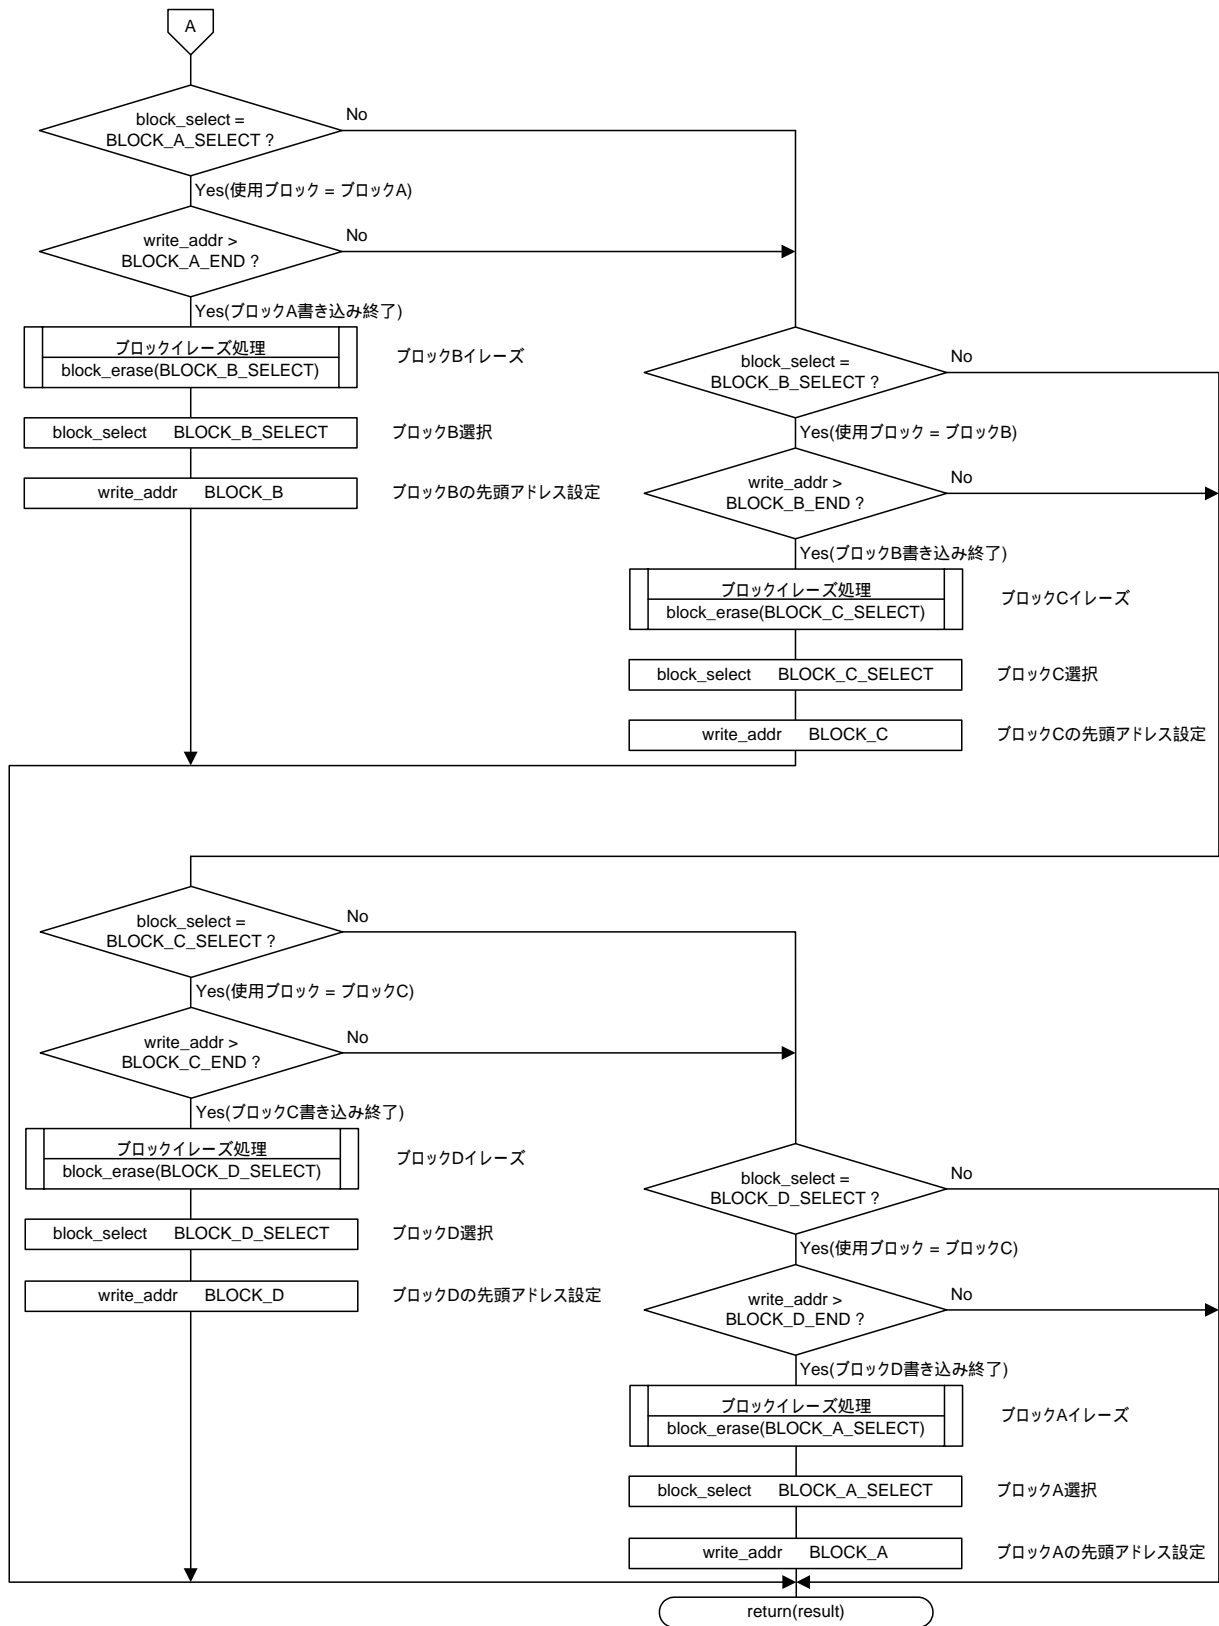 A
block_select =
BLOCK_A_SELECT ?
No
Yes(使用ブロック = ブロックA)
write_addr >
BLOCK_A_END ?
No
Yes(ブロックA書き込み終了)
ブロックイレーズ処理
block_erase(BLOCK_B_SELECT)
ブロックBイレーズ
block_select BLOCK_B_SELECT
ブロックB選択
write_addr BLOCK_B
ブロックBの先頭アドレス設定
block_select =
BLOCK_B_SELECT ?
No
Yes(使用ブロック = ブロックB)
write_addr >
BLOCK_B_END ?
No
Yes(ブロックB書き込み終了)
ブロックイレーズ処理
block_erase(BLOCK_C_SELECT)
ブロックCイレーズ
block_select BLOCK_C_SELECT
ブロックC選択
write_addr BLOCK_C
ブロックCの先頭アドレス設定
block_select =
BLOCK_C_SELECT ?
No
Yes(使用ブロック = ブロックC)
write_addr >
BLOCK_C_END ?
No
Yes(ブロックC書き込み終了)
ブロックイレーズ処理
block_erase(BLOCK_D_SELECT)
ブロックDイレーズ
block_select BLOCK_D_SELECT
ブロックD選択
write_addr BLOCK_D
ブロックDの先頭アドレス設定
block_select =
BLOCK_D_SELECT ?
No
Yes(使用ブロック = ブロックC)
write_addr >
BLOCK_D_END ?
No
Yes(ブロックD書き込み終了)
ブロックイレーズ処理
block_erase(BLOCK_A_SELECT)
ブロックAイレーズ
block_select BLOCK_A_SELECT
ブロックA選択
write_addr BLOCK_A
ブロックAの先頭アドレス設定
return(result)